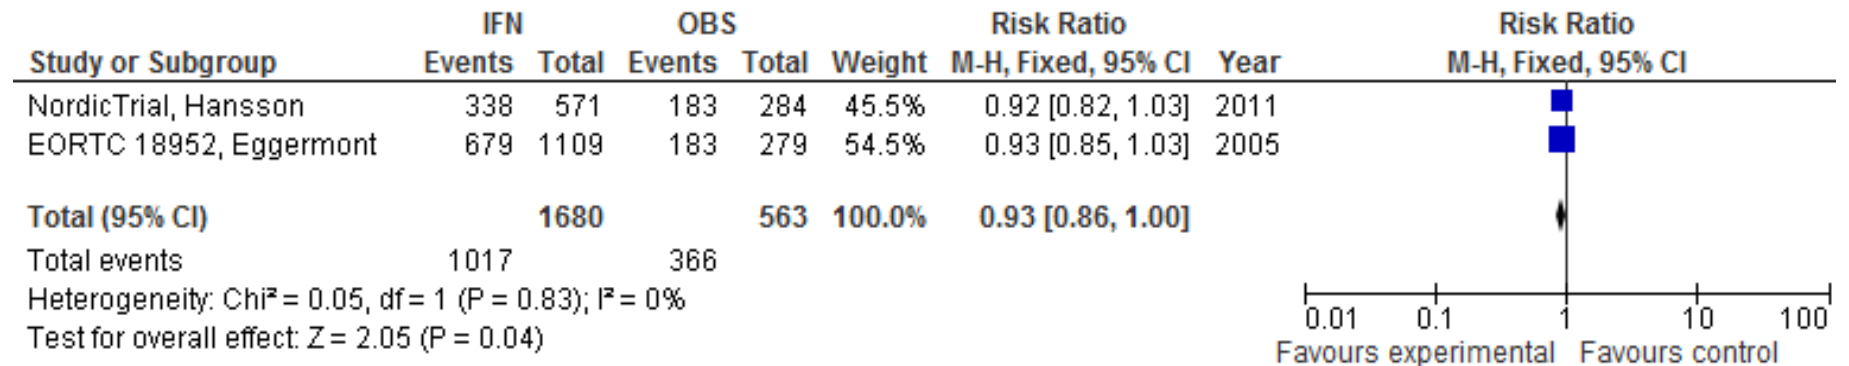 IFN OBS Risk Ratio Risk Ratio
Study or Subgroup Events Total Events Total Weight M-H, Fixed, 95% CI Year M-H, Fixed, 95% CI
NordicTrial, Hansson 338 571 183 284 45.5% 0.92 [0.82, 1.03] 2011
EORTC 18952, Eggermont 679 1109 183 279 54.5% 0.93 [0.85, 1.03] 2005
Total (95% CI) 1680 563 100.0% 0.93 [0.86, 1.00]
Total events 1017 366
Heterogeneity: Chi² = 0.05, df = 1 (P = 0.83); I² = 0%
Test for overall effect: Z = 2.05 (P = 0.04)
0.01 0.1 1 10 100
Favours experimental Favours control